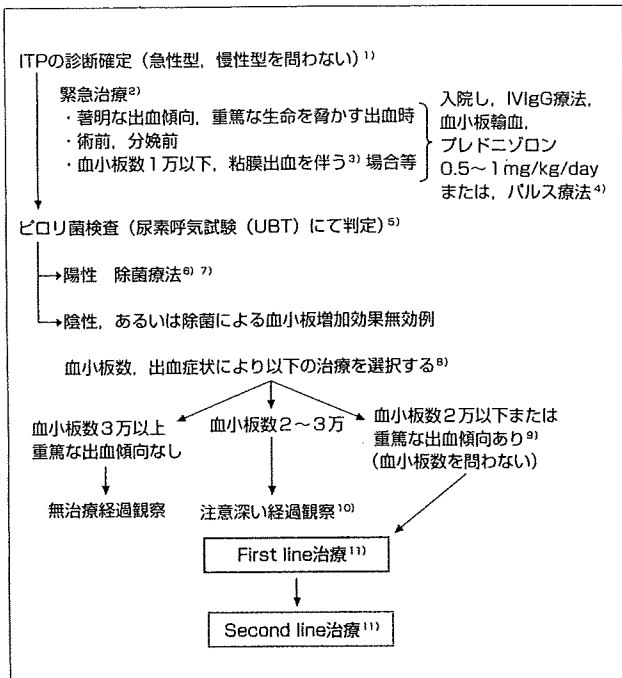 ITPの診断確定（急性型，慢性型を問わない）1)
緊急治療2)
・著明な出血傾向，重篤な生命を脅かす出血時
・術前，分娩前
・血小板数１万以下，粘膜出血を伴う3) 場合等
入院し，IVIgG療法，
血小板輸血，
プレドニゾロン
0.5〜1mg/kg/day
または，パルス療法4)
ピロリ菌検査（尿素呼気試験（UBT）にて判定）5)
陽性　除菌療法6) 7)
陰性，あるいは除菌による血小板増加効果無効例
血小板数，出血症状により以下の治療を選択する8)
血小板数３万以上
重篤な出血傾向なし
血小板数２〜３万
血小板数２万以下または
重篤な出血傾向あり9)
（血小板数を問わない）
無治療経過観察
注意深い経過観察10)
First line治療11)
Second line治療11)